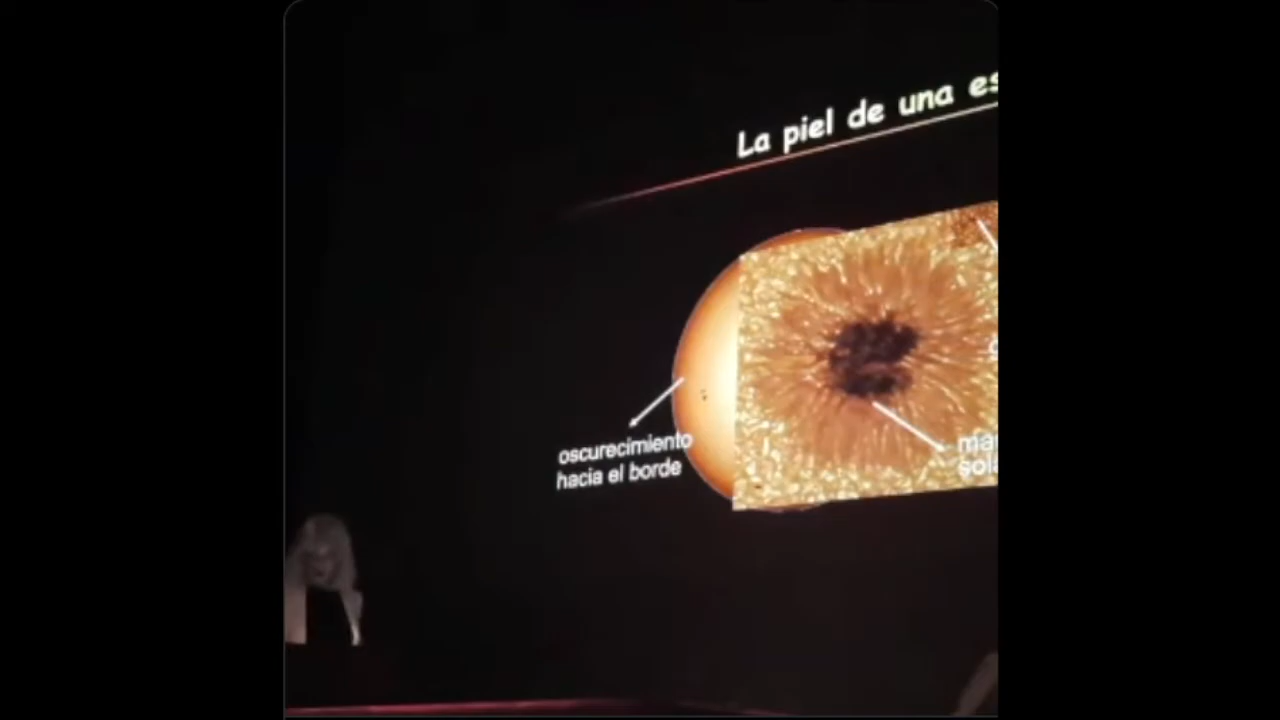 La piel de una es
oscurecimiento
hacia el borde